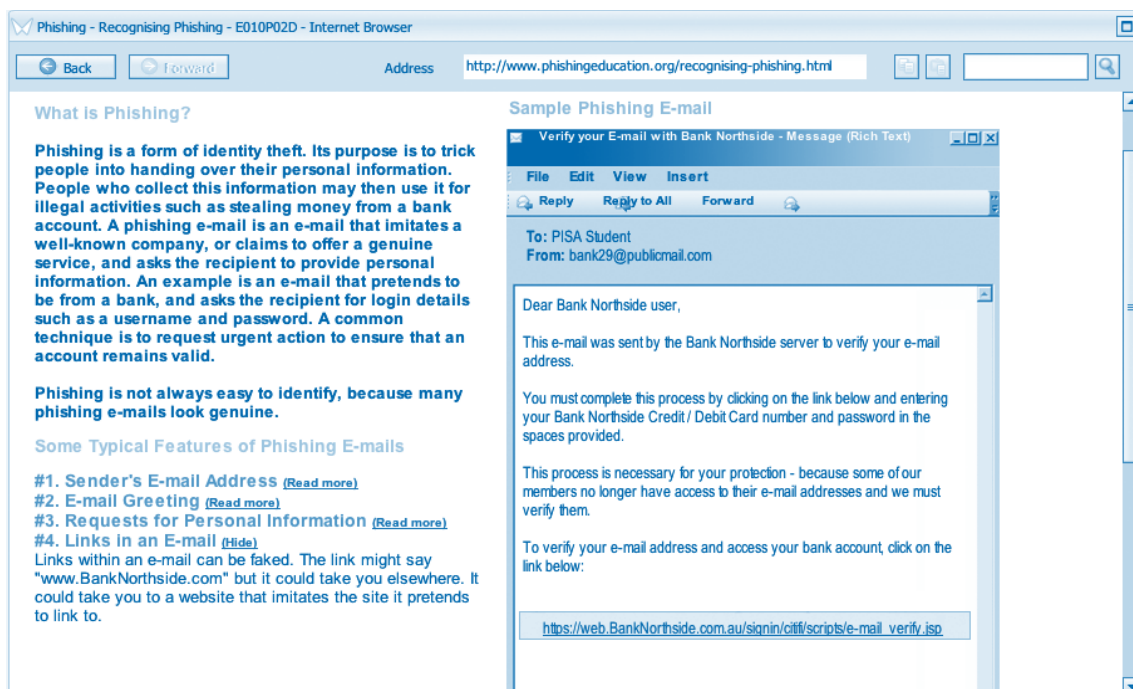 Phishing - Recognising Phishing - E010P02D - Internet Browser
Back
Forward
Address
http://www.phishingeducation.org/recognising-phishing.html
What is Phishing?
Phishing is a form of identity theft. Its purpose is to trick
people into handing over their personal information.
People who collect this information may then use it for
illegal activities such as stealing money from a bank
account. A phishing e-mail is an e-mail that imitates a
well-known company, or claims to offer a genuine
service, and asks the recipient to provide personal
information. An example is an e-mail that pretends to
be from a bank, and asks the recipient for login details
such as a username and password. A common
technique is to request urgent action to ensure that an
account remains valid.
Phishing is not always easy to identify, because many
phishing e-mails look genuine.
Some Typical Features of Phishing E-mails
#1. Sender's E-mail Address (Read more)
#2. E-mail Greeting (Read more)
#3. Requests for Personal Information (Read more)
#4. Links in an E-mail (Hide)
Links within an e-mail can be faked. The link might say
"www.BankNorthside.com" but it could take you elsewhere. It
could take you to a website that imitates the site it pretends
to link to.
Sample Phishing E-mail
Verify your E-mail with Bank Northside - Message (Rich Text)
File Edit View Insert
Reply Reply to All Forward
To: PISA Student
From: bank29@publicmail.com
Dear Bank Northside user,
This e-mail was sent by the Bank Northside server to verify your e-mail
address.
You must complete this process by clicking on the link below and entering
your Bank Northside Credit / Debit Card number and password in the
spaces provided.
This process is necessary for your protection - because some of our
members no longer have access to their e-mail addresses and we must
verify them.
To verify your e-mail address and access your bank account, click on the
link below:
https://web.BankNorthside.com.au/signin/citifi/scripts/e-mail_verify.jsp